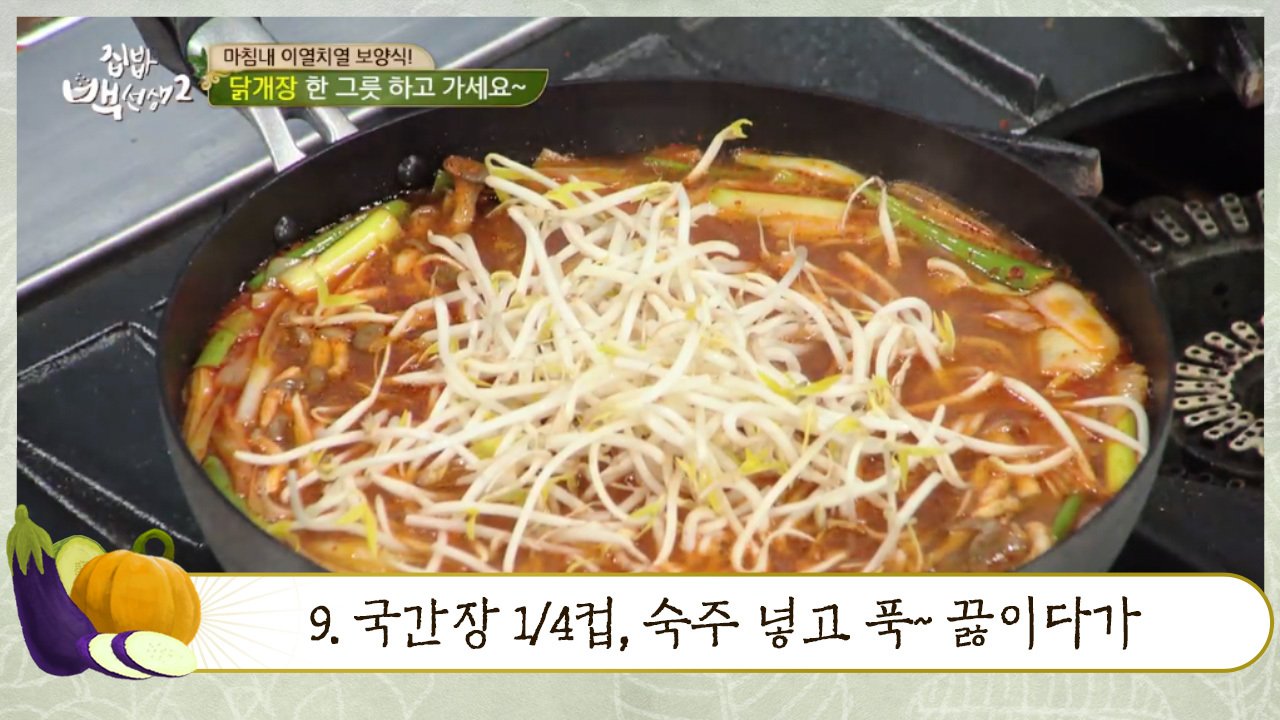 집밥
백선생2
마침내 이열치열 보양식!
닭개장 한 그릇 하고 가세요~
9. 국간장 1/4컵, 숙주 넣고 푹~ 끓이다가